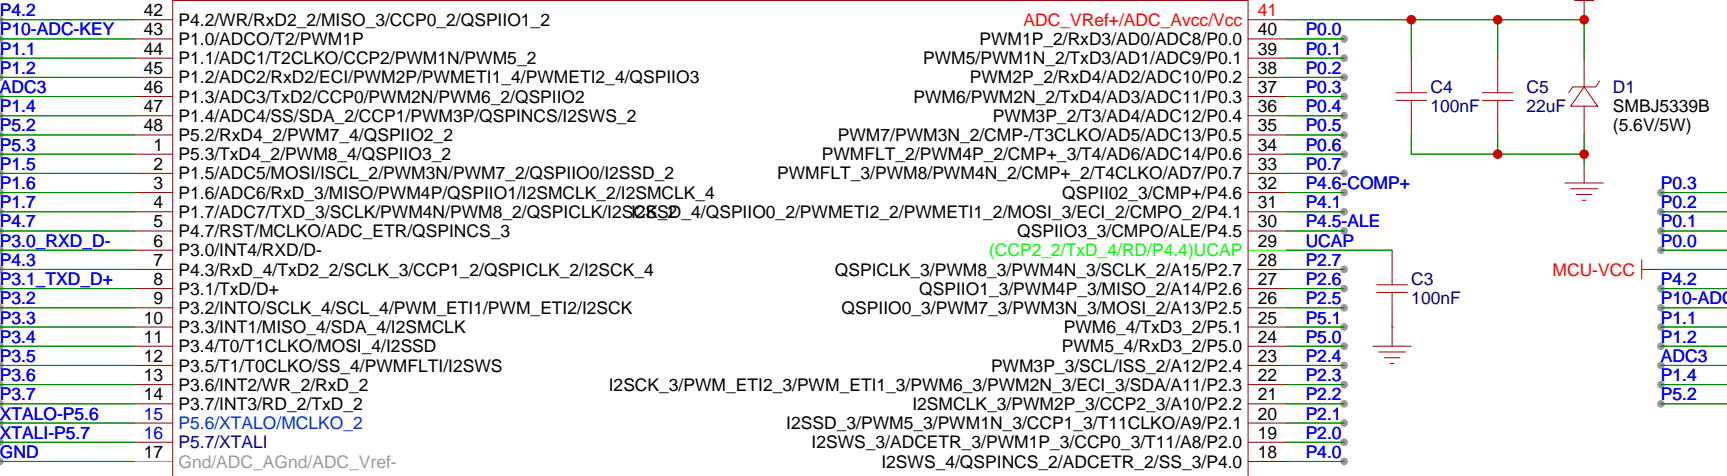 P4.2 42 P4.2/WR/RxD2_2/MISO_3/CCP0_2/QSPIIO1_2
P10-ADC-KEY 43 P1.0/ADCO/T2/PWM1P
P1.1 44 P1.1/ADC1/T2CLKO/CCP2/PWM1N/PWM5_2
P1.2 45 P1.2/ADC2/RxD2/ECI/PWM2P/PWMETI1_4/PWMETI2_4/QSPIIO3
ADC3 46 P1.3/ADC3/TxD2/CCP0/PWM2N/PWM6_2/QSPIIO2
P1.4 47 P1.4/ADC4/SS/SDA_2/CCP1/PWM3P/QSPINCS/I2SWS_2
P5.2 48 P5.2/RxD4_2/PWM7_4/QSPIIO2_2
P5.3 1 P5.3/TxD4_2/PWM8_4/QSPIIO3_2
P1.5 2 P1.5/ADC5/MOSI/ISCL_2/PWM3N/PWM7_2/QSPIIO0/I2SSD_2
P1.6 3 P1.6/ADC6/RxD_3/MISO/PWM4P/QSPIIO1/I2SMCLK_2/I2SMCLK_4
P1.7 4 P1.7/ADC7/TXD_3/SCLK/PWM4N/PWM8_2/QSPICLK/I2SCK_2
P4.7 5 P4.7/RST/MCLKO/ADC_ETR/QSPINCS_3
P3.0_RXD_D- 6 P3.0/INT4/RXD/D-
P4.3 7 P4.3/RxD_4/TxD2_2/SCLK_3/CCP1_2/QSPICLK_2/I2SCK_4
P3.1_TXD_D+ 8 P3.1/TxD/D+
P3.2 9 P3.2/INTO/SCLK_4/SCL_4/PWM_ETI1/PWM_ETI2/I2SCK
P3.3 10 P3.3/INT1/MISO_4/SDA_4/I2SMCLK
P3.4 11 P3.4/T0/T1CLKO/MOSI_4/I2SSD
P3.5 12 P3.5/T1/T0CLKO/SS_4/PWMFLTI/I2SWS
P3.6 13 P3.6/INT2/WR_2/RxD_2
P3.7 14 P3.7/INT3/RD_2/TxD_2
XTALO-P5.6 15 P5.6/XTALO/MCLKO_2
XTALI-P5.7 16 P5.7/XTALI
GND 17 Gnd/ADC_AGnd/ADC_Vref-
ADC_VRef+/ADC_Avcc/Vcc 41
PWM1P_2/RxD3/AD0/ADC8/P0.0 40 P0.0
PWM5/PWM1N_2/TxD3/AD1/ADC9/P0.1 39 P0.1
PWM2P_2/RxD4/AD2/ADC10/P0.2 38 P0.2
PWM6/PWM2N_2/TxD4/AD3/ADC11/P0.3 37 P0.3
PWM3P_2/T3/AD4/ADC12/P0.4 36 P0.4
PWM7/PWM3N_2/CMP-/T3CLKO/AD5/ADC13/P0.5 35 P0.5
PWMFLT_2/PWM4P_2/CMP+_3/T4/AD6/ADC14/P0.6 34 P0.6
PWMFLT_3/PWM8/PWM4N_2/CMP+_2/T4CLKO/AD7/P0.7 33 P0.7
QSPII02_3/CMP+/P4.6 32 P4.6-COMP+
I2SSD_4/QSPIIO0_2/PWMETI2_2/PWMETI1_2/MOSI_3/ECI_2/CMPO_2/P4.1 31 P4.1
QSPIIO3_3/CMPO/ALE/P4.5 30 P4.5-ALE
(CCP2_2/TxD_4/RD/P4.4)UCAP 29 UCAP
QSPICLK_3/PWM8_3/PWM4N_3/SCLK_2/A15/P2.7 28 P2.7
QSPIIO1_3/PWM4P_3/MISO_2/A14/P2.6 27 P2.6
QSPIIO0_3/PWM7_3/PWM3N_3/MOSI_2/A13/P2.5 26 P2.5
PWM6_4/TxD3_2/P5.1 25 P5.1
PWM5_4/RxD3_2/P5.0 24 P5.0
PWM3P_3/SCL/ISS_2/A12/P2.4 23 P2.4
I2SCK_3/PWM_ETI2_3/PWM_ETI1_3/PWM6_3/PWM2N_3/ECI_3/SDA/A11/P2.3 22 P2.3
I2SMCLK_3/PWM2P_3/CCP2_3/A10/P2.2 21 P2.2
I2SSD_3/PWM5_3/PWM1N_3/CCP1_3/T11CLKO/A9/P2.1 20 P2.1
I2SWS_3/ADCETR_3/PWM1P_3/CCP0_3/T11/A8/P2.0 19 P2.0
I2SWS_4/QSPINCS_2/ADCETR_2/SS_3/P4.0 18 P4.0
C4
100nF
C5
22uF
D1
SMBJ5339B
(5.6V/5W)
C3
100nF
P0.3
P0.2
P0.1
P0.0
MCU-VCC
P4.2
P10-ADC
P1.1
P1.2
ADC3
P1.4
P5.2